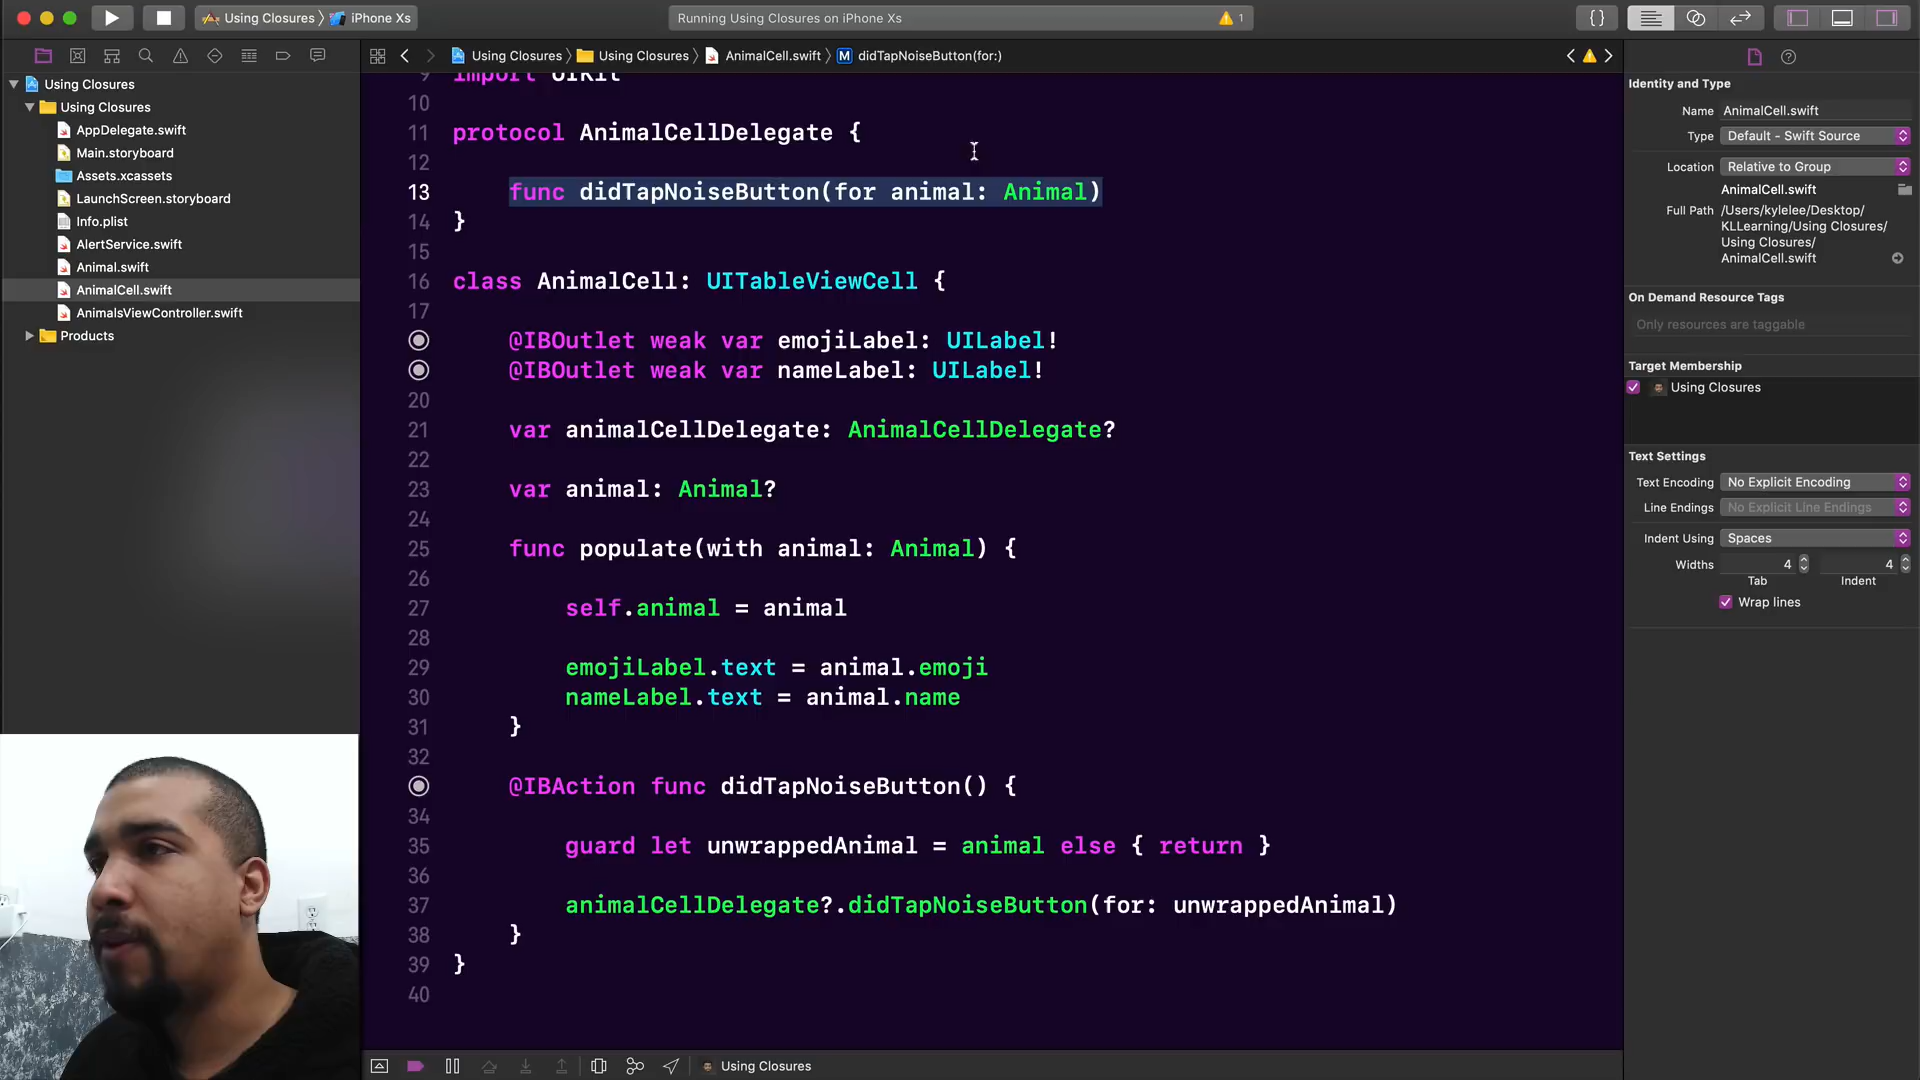 Using Closures
iPhone Xs
Running Using Closures on iPhone Xs
1
Using Closures
Using Closures
AnimalCell.swift
M
didTapNoiseButton(for:)
Using Closures
Using Closures
AppDelegate.swift
Main.storyboard
Assets.xcassets
LaunchScreen.storyboard
Info.plist
AlertService.swift
Animal.swift
AnimalCell.swift
AnimalsViewController.swift
Products
9 import UIKit
10
11 protocol AnimalCellDelegate {
12
13 func didTapNoiseButton(for animal: Animal)
14 }
15
16 class AnimalCell: UITableViewCell {
17
@IBOutlet weak var emojiLabel: UILabel!
@IBOutlet weak var nameLabel: UILabel!
20
21 var animalCellDelegate: AnimalCellDelegate?
22
23 var animal: Animal?
24
25 func populate(with animal: Animal) {
26
27 self.animal = animal
28
29 emojiLabel.text = animal.emoji
30 nameLabel.text = animal.name
31 }
32
@IBAction func didTapNoiseButton() {
34
35 guard let unwrappedAnimal = animal else { return }
36
37 animalCellDelegate?.didTapNoiseButton(for: unwrappedAnimal)
38 }
39 }
40
Using Closures
Identity and Type
Name AnimalCell.swift
Type Default - Swift Source
Location Relative to Group
AnimalCell.swift
Full Path /Users/kylelee/Desktop/
KLLearning/Using Closures/
Using Closures/
AnimalCell.swift
On Demand Resource Tags
Only resources are taggable
Target Membership
Using Closures
Text Settings
Text Encoding No Explicit Encoding
Line Endings No Explicit Line Endings
Indent Using Spaces
Widths 4 4
Tab Indent
Wrap lines